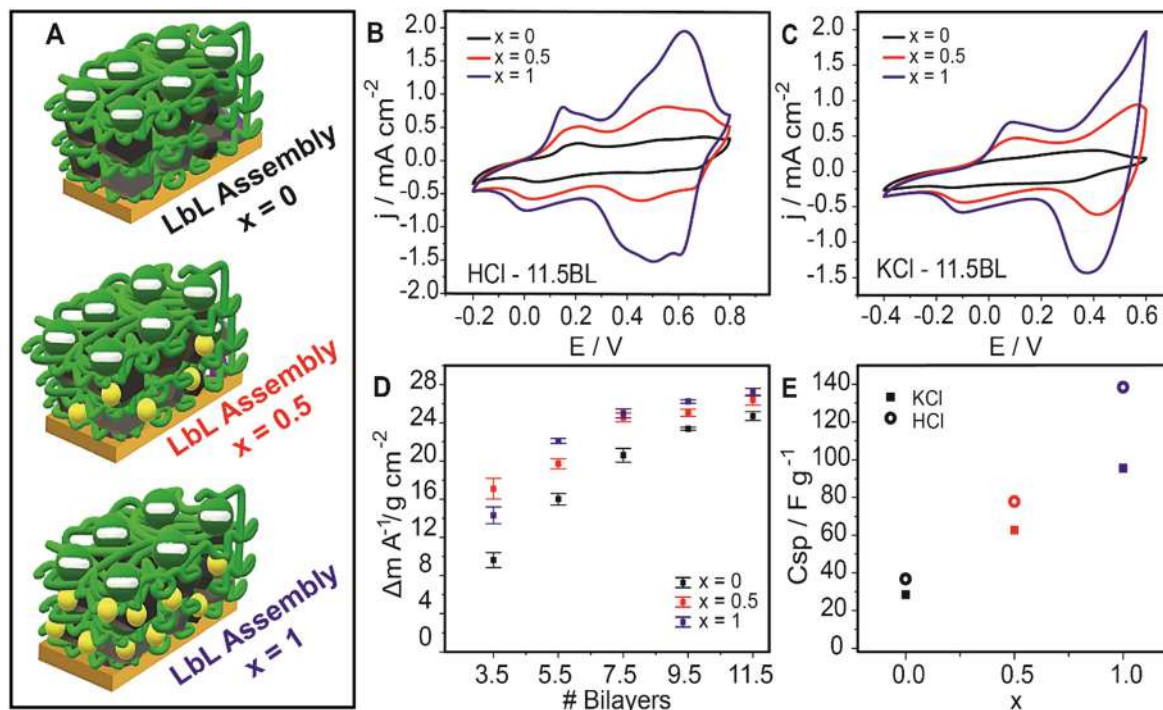 A
LbL Assembly
x = 0
LbL Assembly
x = 0.5
LbL Assembly
x = 1
B
x = 0
x = 0.5
x = 1
j / mA cm⁻²
2.0
1.5
1.0
0.5
0.0
-0.5
-1.0
-1.5
-2.0
HCl - 11.5BL
-0.2 0.0 0.2 0.4 0.6 0.8
E / V
C
x = 0
x = 0.5
x = 1
j / mA cm⁻²
2.0
1.5
1.0
0.5
0.0
-0.5
-1.0
-1.5
KCl - 11.5BL
-0.4 -0.2 0.0 0.2 0.4 0.6
E / V
D
Δm A⁻¹/g cm⁻²
28
24
20
16
12
8
4
0
x = 0
x = 0.5
x = 1
3.5 5.5 7.5 9.5 11.5
# Bilayers
E
KCl
HCl
Csp / F g⁻¹
140
120
100
80
60
40
20
0
0.0 0.5 1.0
x